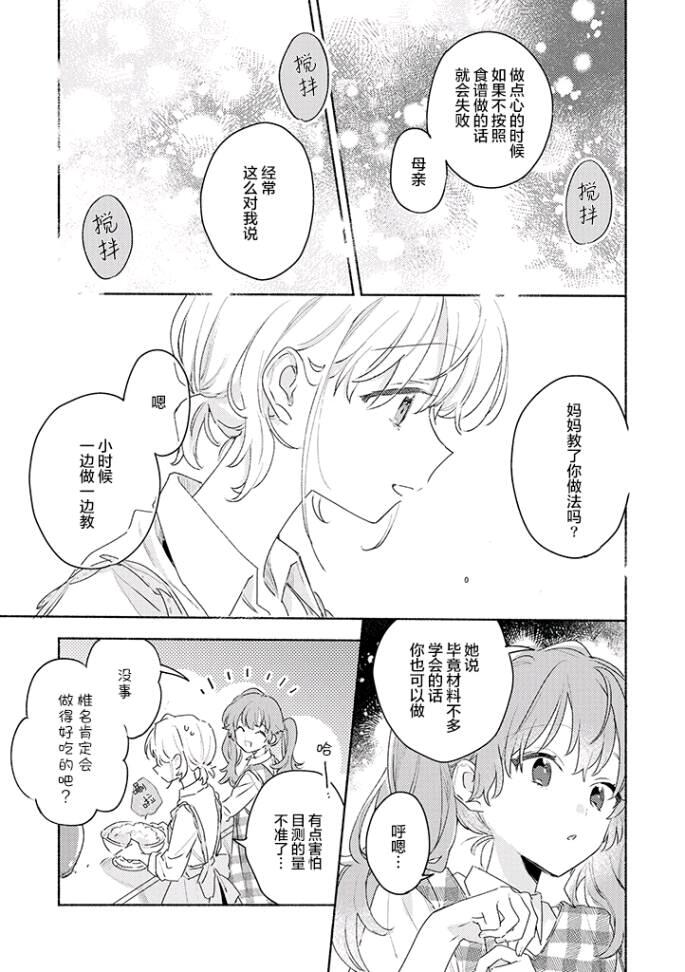 做点心的时候
如果不按照
食谱做的话
就会失败
母亲
搅拌
搅拌
经常
这么对我说
搅拌
妈妈教了你做法吗？
嗯
小时候
一边做一边教
她说
毕竟材料不多
学会的话
你也可以做
呼嗯…
哈…
有点害怕
目测的量
不准了…
没事
椎名肯定会
做得好吃的吧？